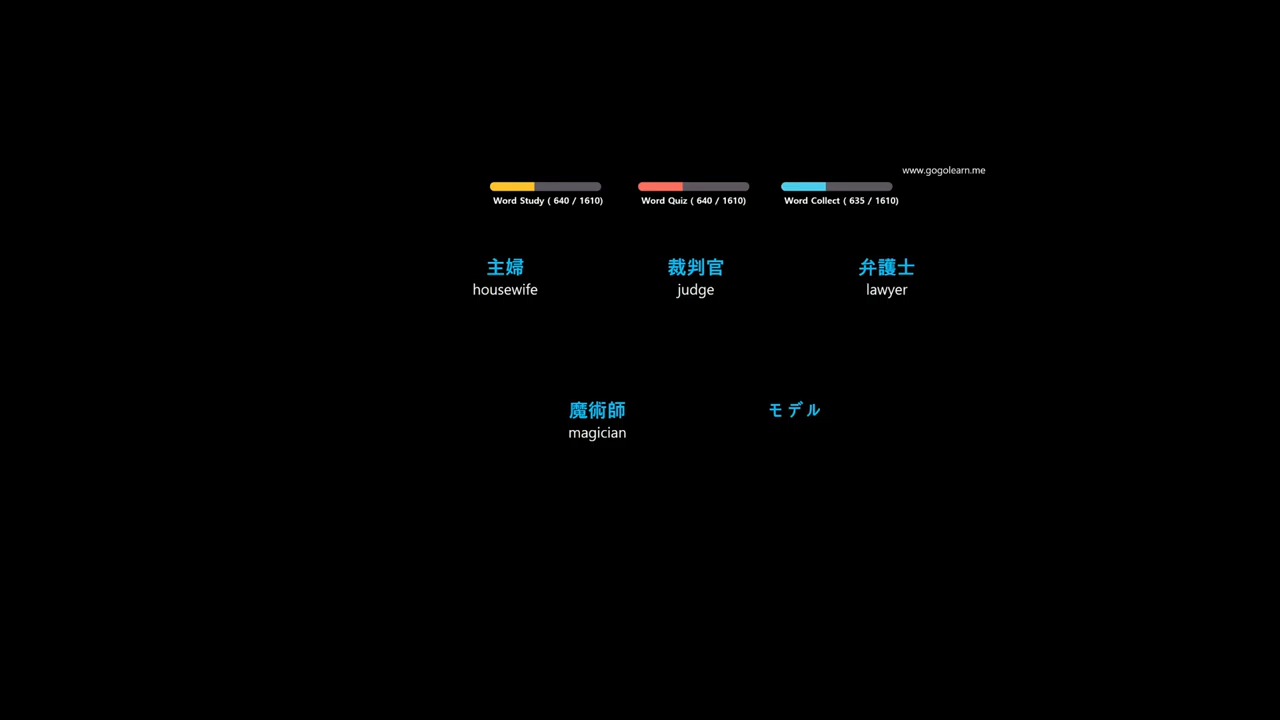 www.gogolearn.me
Word Study ( 640 / 1610)
Word Quiz ( 640 / 1610)
Word Collect ( 635 / 1610)
主婦
housewife
裁判官
judge
弁護士
lawyer
魔術師
magician
モデル